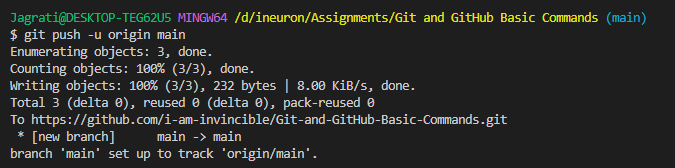 Jagrati@DESKTOP-TEG62U5 MINGW64 /d/ineuron/Assignments/Git and GitHub Basic Commands (main)
$ git push -u origin main
Enumerating objects: 3, done.
Counting objects: 100% (3/3), done.
Writing objects: 100% (3/3), 232 bytes | 8.00 KiB/s, done.
Total 3 (delta 0), reused 0 (delta 0), pack-reused 0
To https://github.com/i-am-invincible/Git-and-GitHub-Basic-Commands.git
 * [new branch]      main -> main
branch 'main' set up to track 'origin/main'.